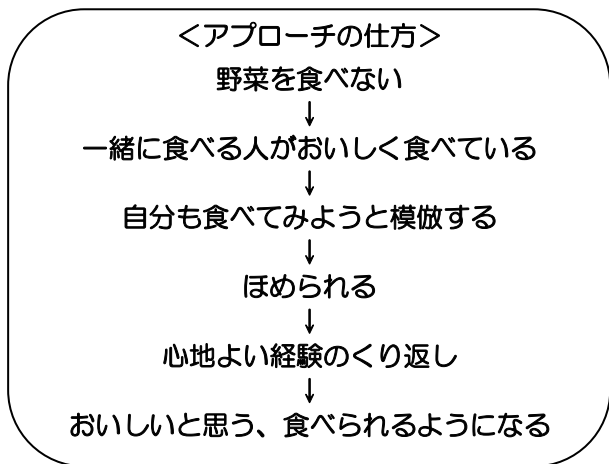 ＜アプローチの仕方＞
野菜を食べない
↓
一緒に食べる人がおいしく食べている
↓
自分も食べてみようと模倣する
↓
ほめられる
↓
心地よい経験のくり返し
↓
おいしいと思う、食べられるようになる